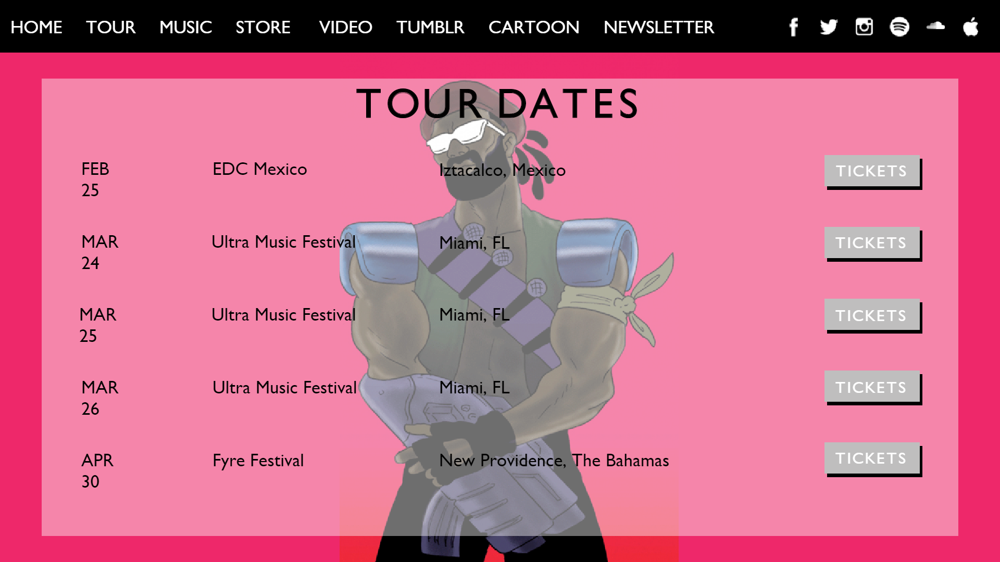 HOME TOUR MUSIC STORE VIDEO TUMBLR CARTOON NEWSLETTER
TOUR DATES
FEB EDC Mexico Iztacalco, Mexico TICKETS
25
MAR Ultra Music Festival Miami, FL TICKETS
24
MAR Ultra Music Festival Miami, FL TICKETS
25
MAR Ultra Music Festival Miami, FL TICKETS
26
APR Fyre Festival New Providence, The Bahamas TICKETS
30